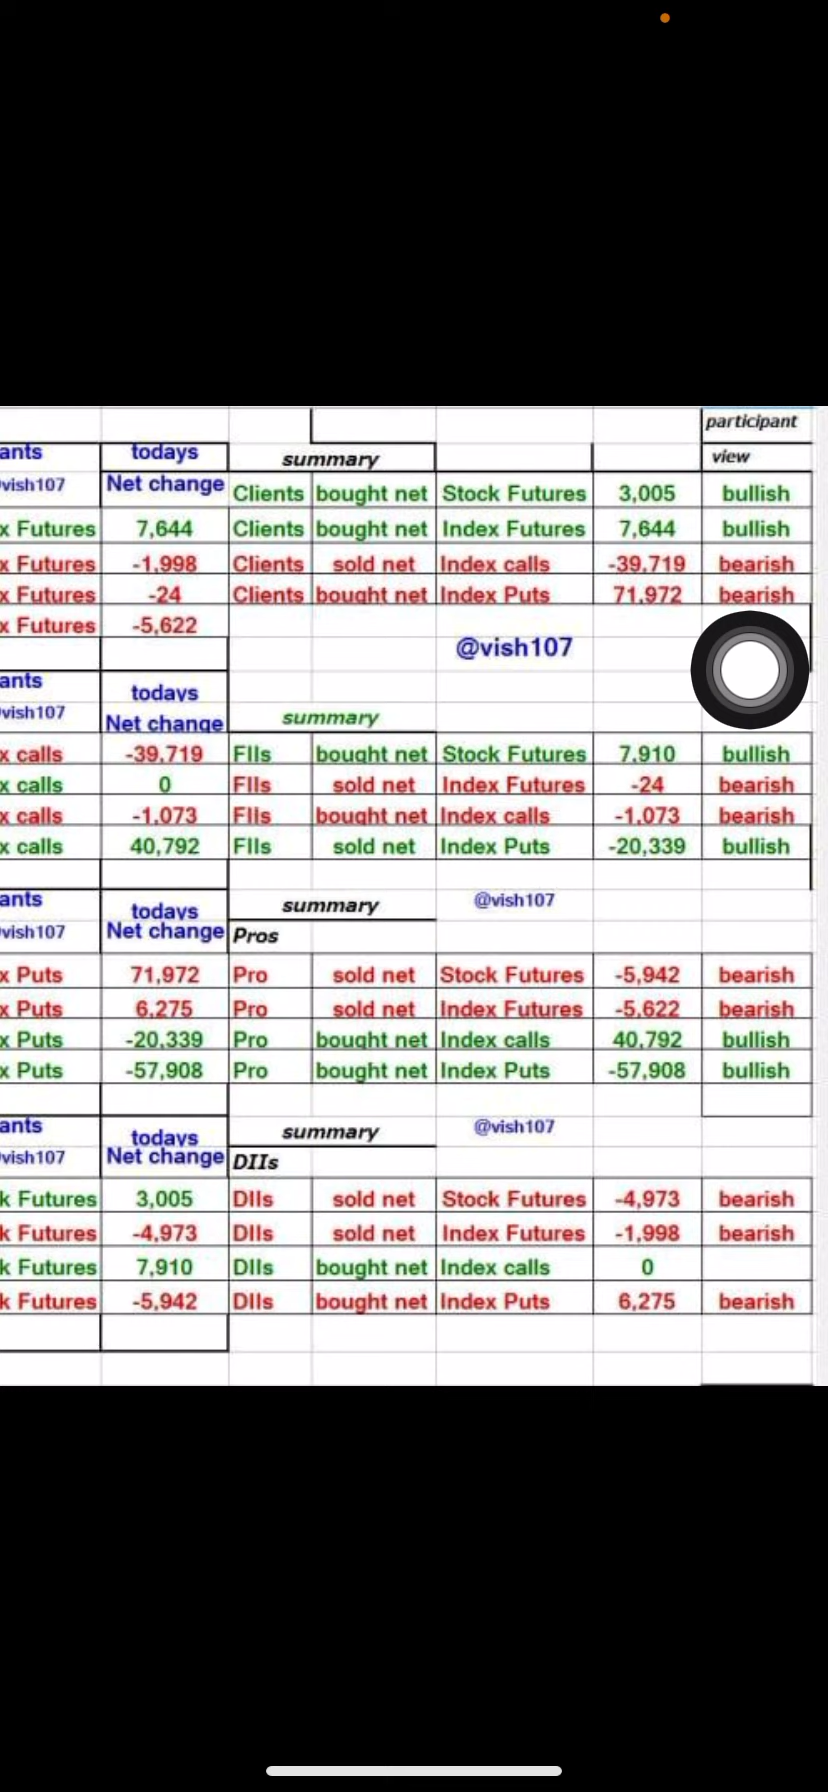 participant
ants todays summary view
vish107 Net change Clients bought net Stock Futures 3,005 bullish
x Futures 7,644 Clients bought net Index Futures 7,644 bullish
x Futures -1,998 Clients sold net Index calls -39,719 bearish
x Futures -24 Clients bought net Index Puts 71,972 bearish
x Futures -5,622
@vish107
ants todays
vish107 Net change summary
x calls -39,719 FIIs bought net Stock Futures 7,910 bullish
x calls 0 FIIs sold net Index Futures -24 bearish
x calls -1,073 FIIs bought net Index calls -1,073 bearish
x calls 40,792 FIIs sold net Index Puts -20,339 bullish
ants todays summary @vish107
vish107 Net change Pros
x Puts 71,972 Pro sold net Stock Futures -5,942 bearish
x Puts 6,275 Pro sold net Index Futures -5,622 bearish
x Puts -20,339 Pro bought net Index calls 40,792 bullish
x Puts -57,908 Pro bought net Index Puts -57,908 bullish
ants todays summary @vish107
vish107 Net change DIIs
k Futures 3,005 DIIs sold net Stock Futures -4,973 bearish
k Futures -4,973 DIIs sold net Index Futures -1,998 bearish
k Futures 7,910 DIIs bought net Index calls 0
k Futures -5,942 DIIs bought net Index Puts 6,275 bearish